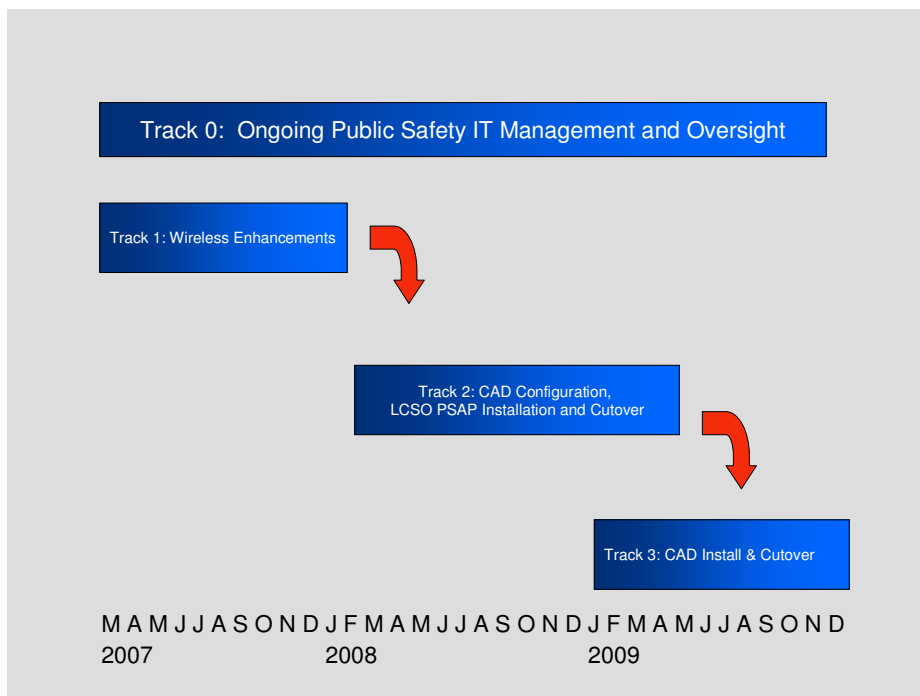 Track 0:  Ongoing Public Safety IT Management and Oversight
Track 1: Wireless Enhancements
Track 2: CAD Configuration,
LCSO PSAP Installation and Cutover
Track 3: CAD Install & Cutover
M A M J J A S O N D J F M A M J J A S O N D J F M A M J J A S O N D
2007 2008 2009